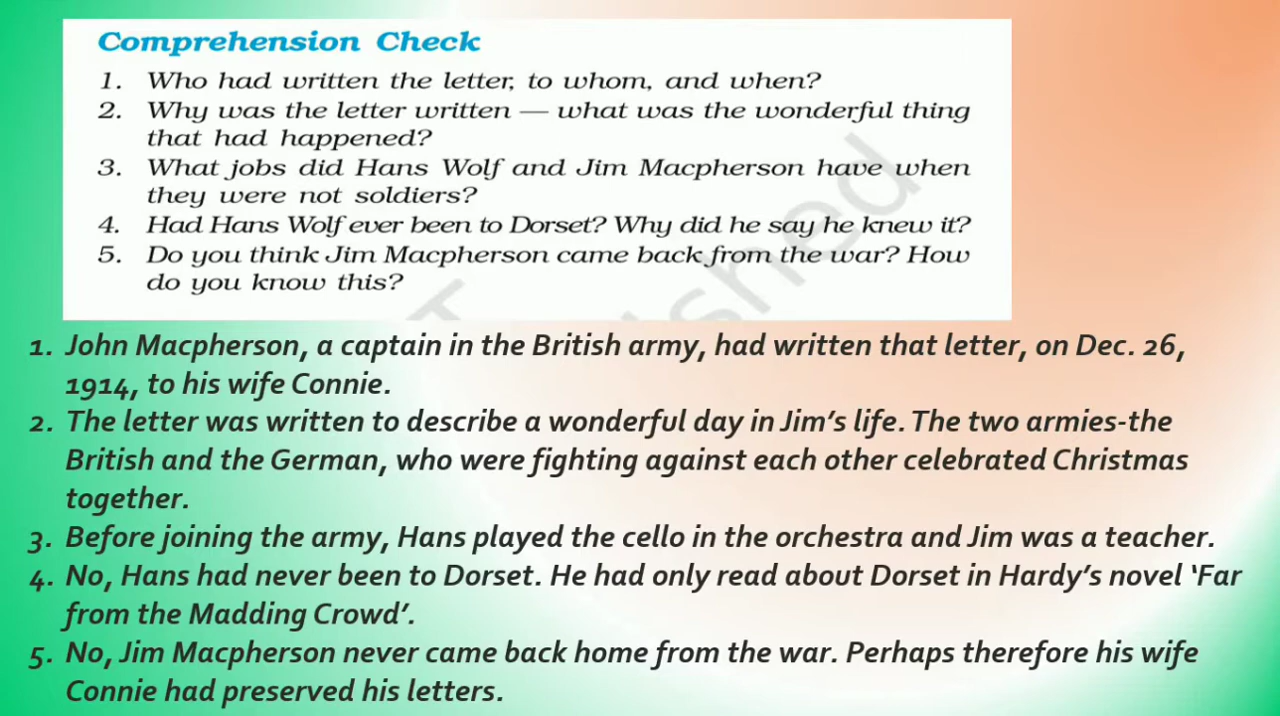 Comprehension Check
1. Who had written the letter, to whom, and when?
2. Why was the letter written — what was the wonderful thing
that had happened?
3. What jobs did Hans Wolf and Jim Macpherson have when
they were not soldiers?
4. Had Hans Wolf ever been to Dorset? Why did he say he knew it?
5. Do you think Jim Macpherson came back from the war? How
do you know this?
1. John Macpherson, a captain in the British army, had written that letter, on Dec. 26,
1914, to his wife Connie.
2. The letter was written to describe a wonderful day in Jim’s life. The two armies-the
British and the German, who were fighting against each other celebrated Christmas
together.
3. Before joining the army, Hans played the cello in the orchestra and Jim was a teacher.
4. No, Hans had never been to Dorset. He had only read about Dorset in Hardy’s novel ‘Far
from the Madding Crowd’.
5. No, Jim Macpherson never came back home from the war. Perhaps therefore his wife
Connie had preserved his letters.